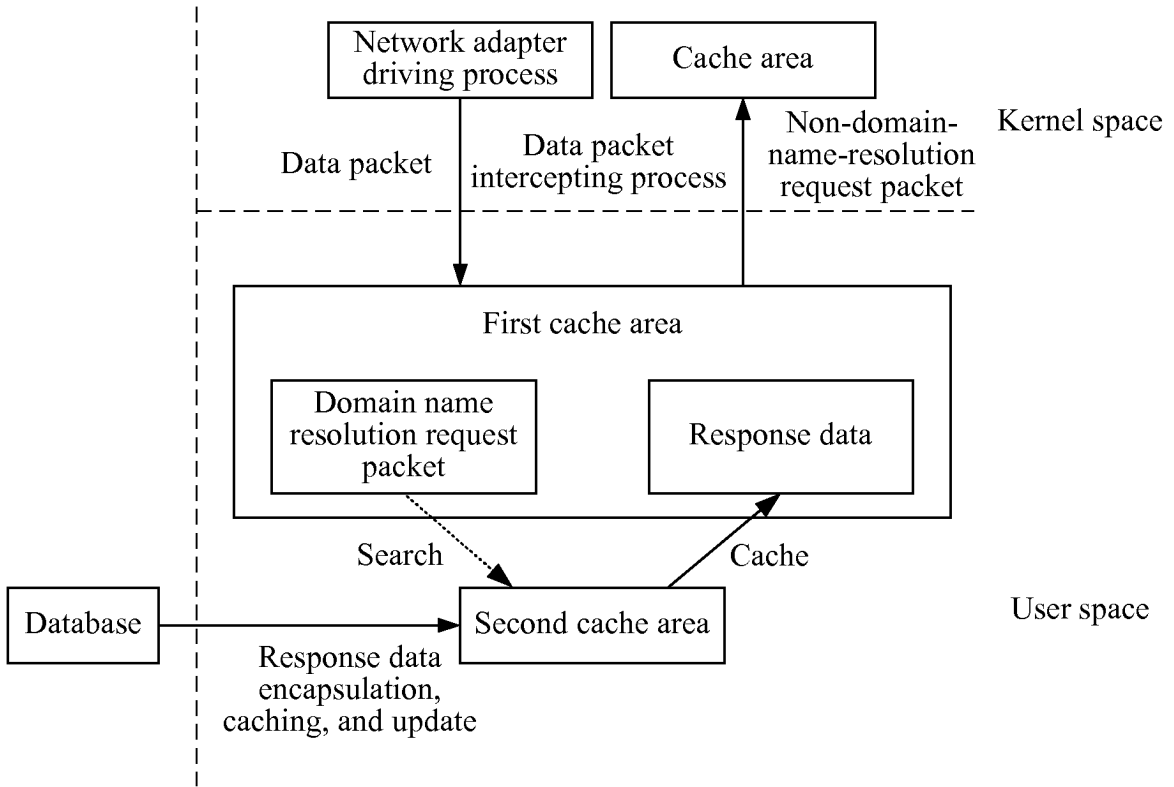 Network adapter
driving process
Cache area
Kernel space
Data packet
Data packet
intercepting process
Non-domain-
name-resolution
request packet
First cache area
Domain name
resolution request
packet
Response data
Search
Cache
Database
Second cache area
User space
Response data
encapsulation,
caching, and update